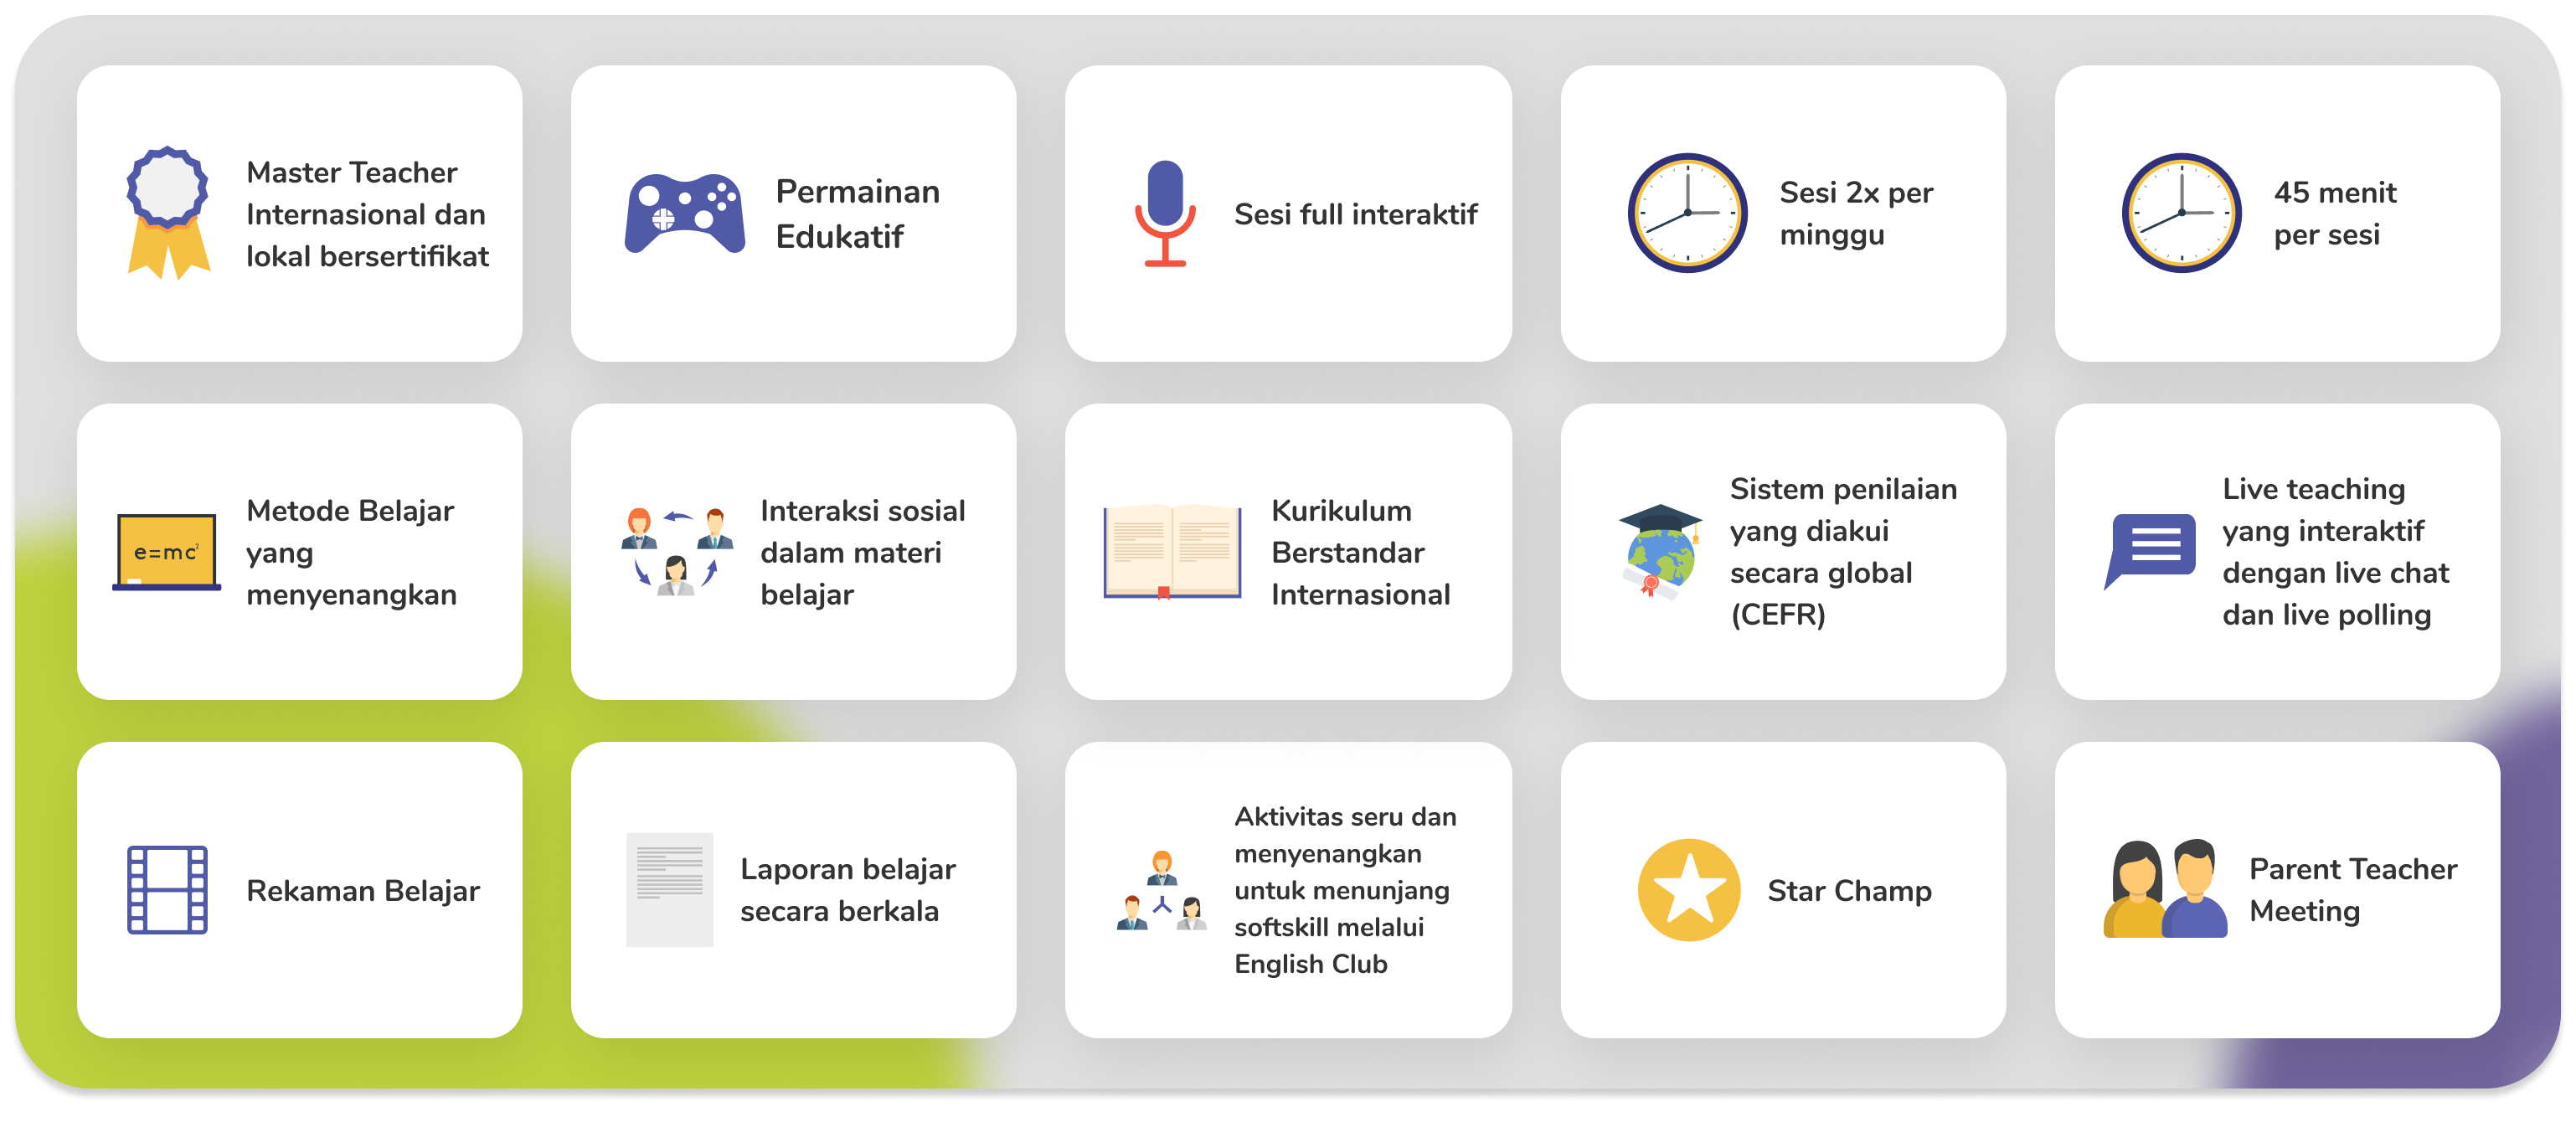 Master Teacher
Internasional dan
lokal bersertifikat
Permainan
Edukatif
Sesi full interaktif
Sesi 2x per
minggu
45 menit
per sesi
e=mc²
Metode Belajar
yang
menyenangkan
Interaksi sosial
dalam materi
belajar
Kurikulum
Berstandar
Internasional
Sistem penilaian
yang diakui
secara global
(CEFR)
Live teaching
yang interaktif
dengan live chat
dan live polling
Rekaman Belajar
Laporan belajar
secara berkala
Aktivitas seru dan
menyenangkan
untuk menunjang
softskill melalui
English Club
Star Champ
Parent Teacher
Meeting